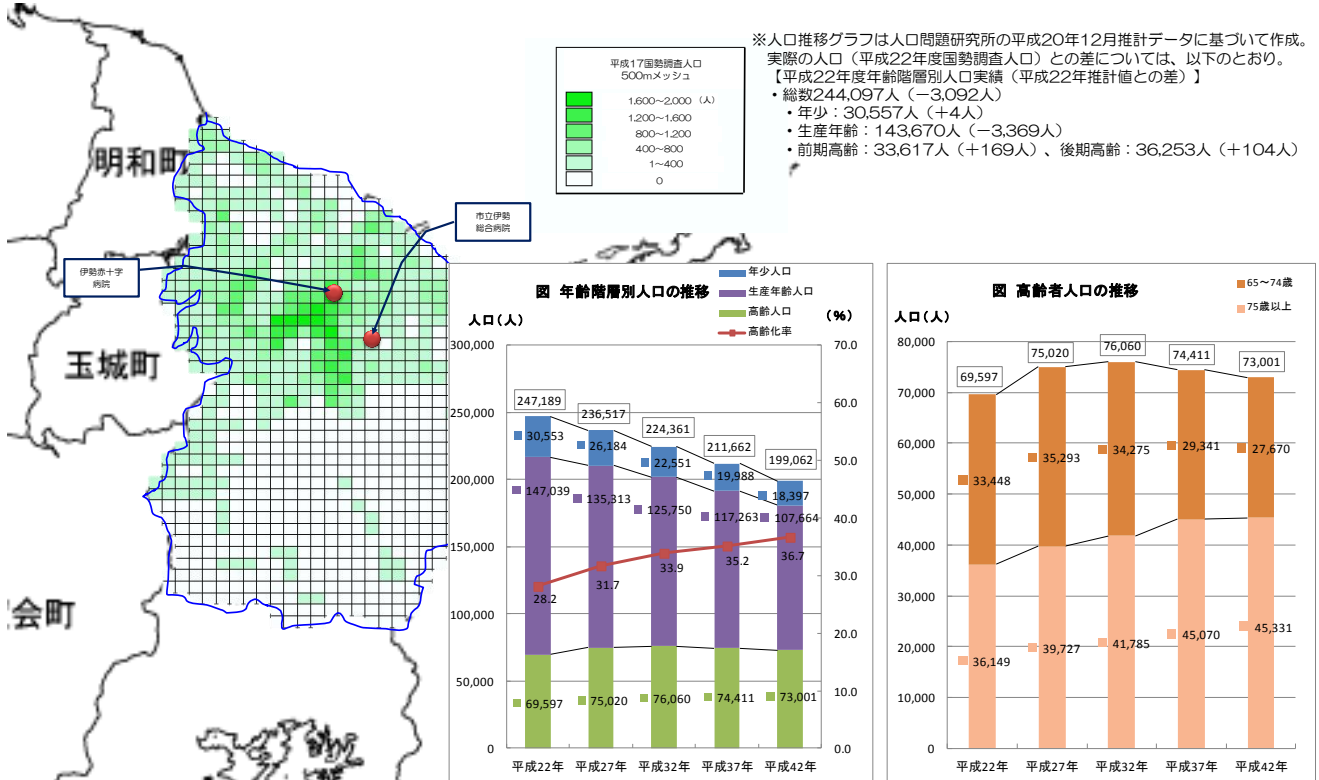 ※人口推移グラフは人口問題研究所の平成20年12月推計データに基づいて作成。
実際の人口（平成22年度国勢調査人口）との差については、以下のとおり。
【平成22年度年齢階層別人口実績（平成22年推計値との差）】
・総数244,097人（－3,092人）
・年少：30,557人（＋4人）
・生産年齢：143,670人（－3,369人）
・前期高齢：33,617人（＋169人）、後期高齢：36,253人（＋104人）
平成17国勢調査人口
500mメッシュ
1,600～2,000 （人）
1,200～1,600
800～1,200
400～800
1～400
0
明和町
市立伊勢
総合病院
伊勢赤十字
病院
玉城町
会町
図 年齢階層別人口の推移
年少人口
生産年齢人口
高齢人口
高齢化率
人口（人）
（%）
300,000
250,000
200,000
150,000
100,000
50,000
0
70.0
60.0
50.0
40.0
30.0
20.0
10.0
0.0
247,189
236,517
224,361
211,662
199,062
30,553
26,184
22,551
19,988
18,397
147,039
135,313
125,750
117,263
107,664
28.2
31.7
33.9
35.2
36.7
69,597
75,020
76,060
74,411
73,001
平成22年
平成27年
平成32年
平成37年
平成42年
図 高齢者人口の推移
65～74歳
75歳以上
人口（人）
80,000
70,000
60,000
50,000
40,000
30,000
20,000
10,000
0
69,597
75,020
76,060
74,411
73,001
33,448
35,293
34,275
29,341
27,670
36,149
39,727
41,785
45,070
45,331
平成22年
平成27年
平成32年
平成37年
平成42年